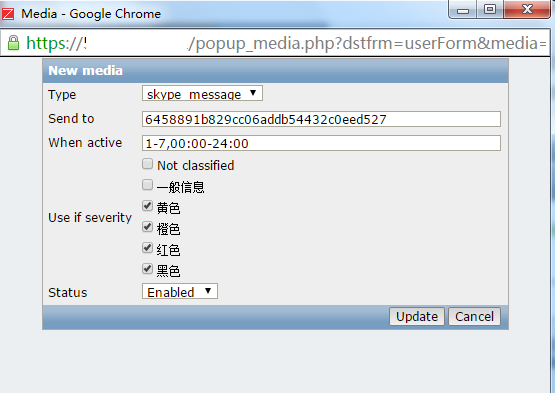 Media - Google Chrome
https://! /popup_media.php?dstfrm=userForm&media=
New media
Type skype_message
Send to 6458891b829cc06addb54432c0eed527
When active 1-7,00:00-24:00
Not classified
一般信息
黄色
Use if severity
橙色
红色
黑色
Status Enabled
Update Cancel